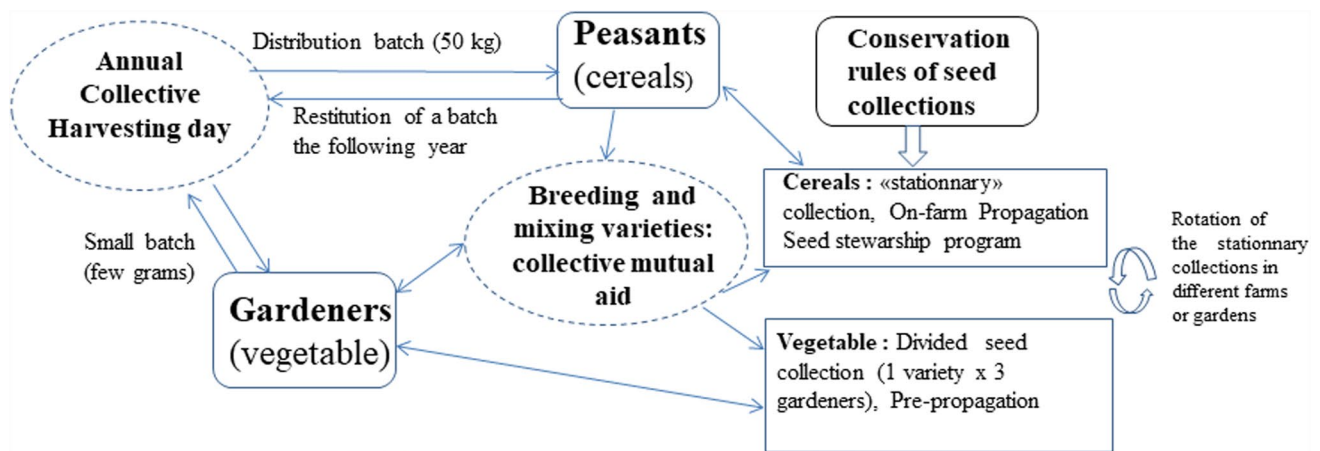 Annual
Collective
Harvesting day
Distribution batch (50 kg)
Restitution of a batch
the following year
Peasants
(cereals)
Conservation
rules of seed
collections
Small batch
(few grams)
Gardeners
(vegetable)
Breeding and
mixing varieties:
collective mutual
aid
Cereals : «stationnary»
collection, On-farm Propagation
Seed stewarship program
Rotation of
the stationnary
collections in
different farms
or gardens
Vegetable : Divided seed
collection (1 variety x 3
gardeners), Pre-propagation